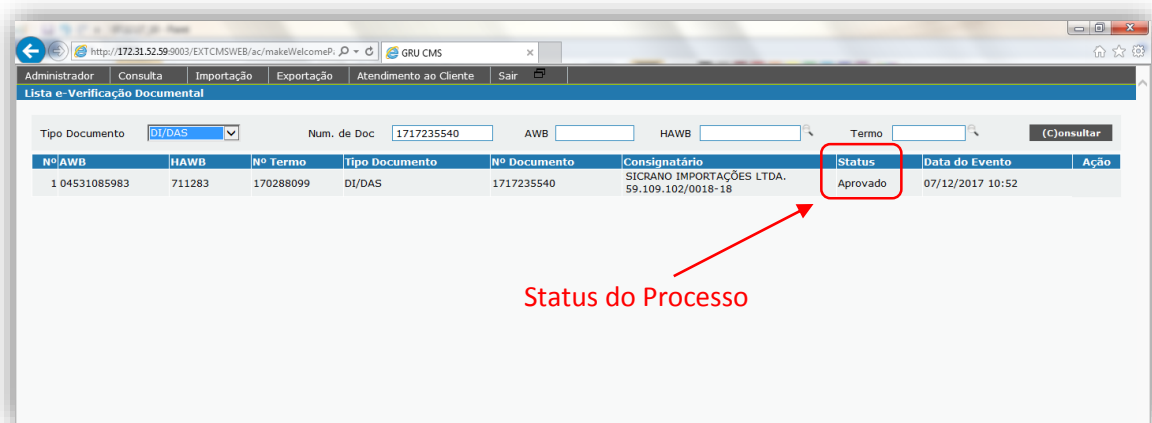 http://172.31.52.59:9003/EXTCMSWEB/ac/makeWelcomeP: GRU CMS
Administrador Consulta Importação Exportação Atendimento ao Cliente Sair
Lista e-Verificação Documental
Tipo Documento DI/DAS Num. de Doc 1717235540 AWB HAWB Termo (C)onsultar
Nº AWB HAWB Nº Termo Tipo Documento Nº Documento Consignatário Status Data do Evento Ação
1 04531085983 711283 170288099 DI/DAS 1717235540 SICRANO IMPORTAÇÕES LTDA. Aprovado 07/12/2017 10:52
59.109.102/0018-18
Status do Processo